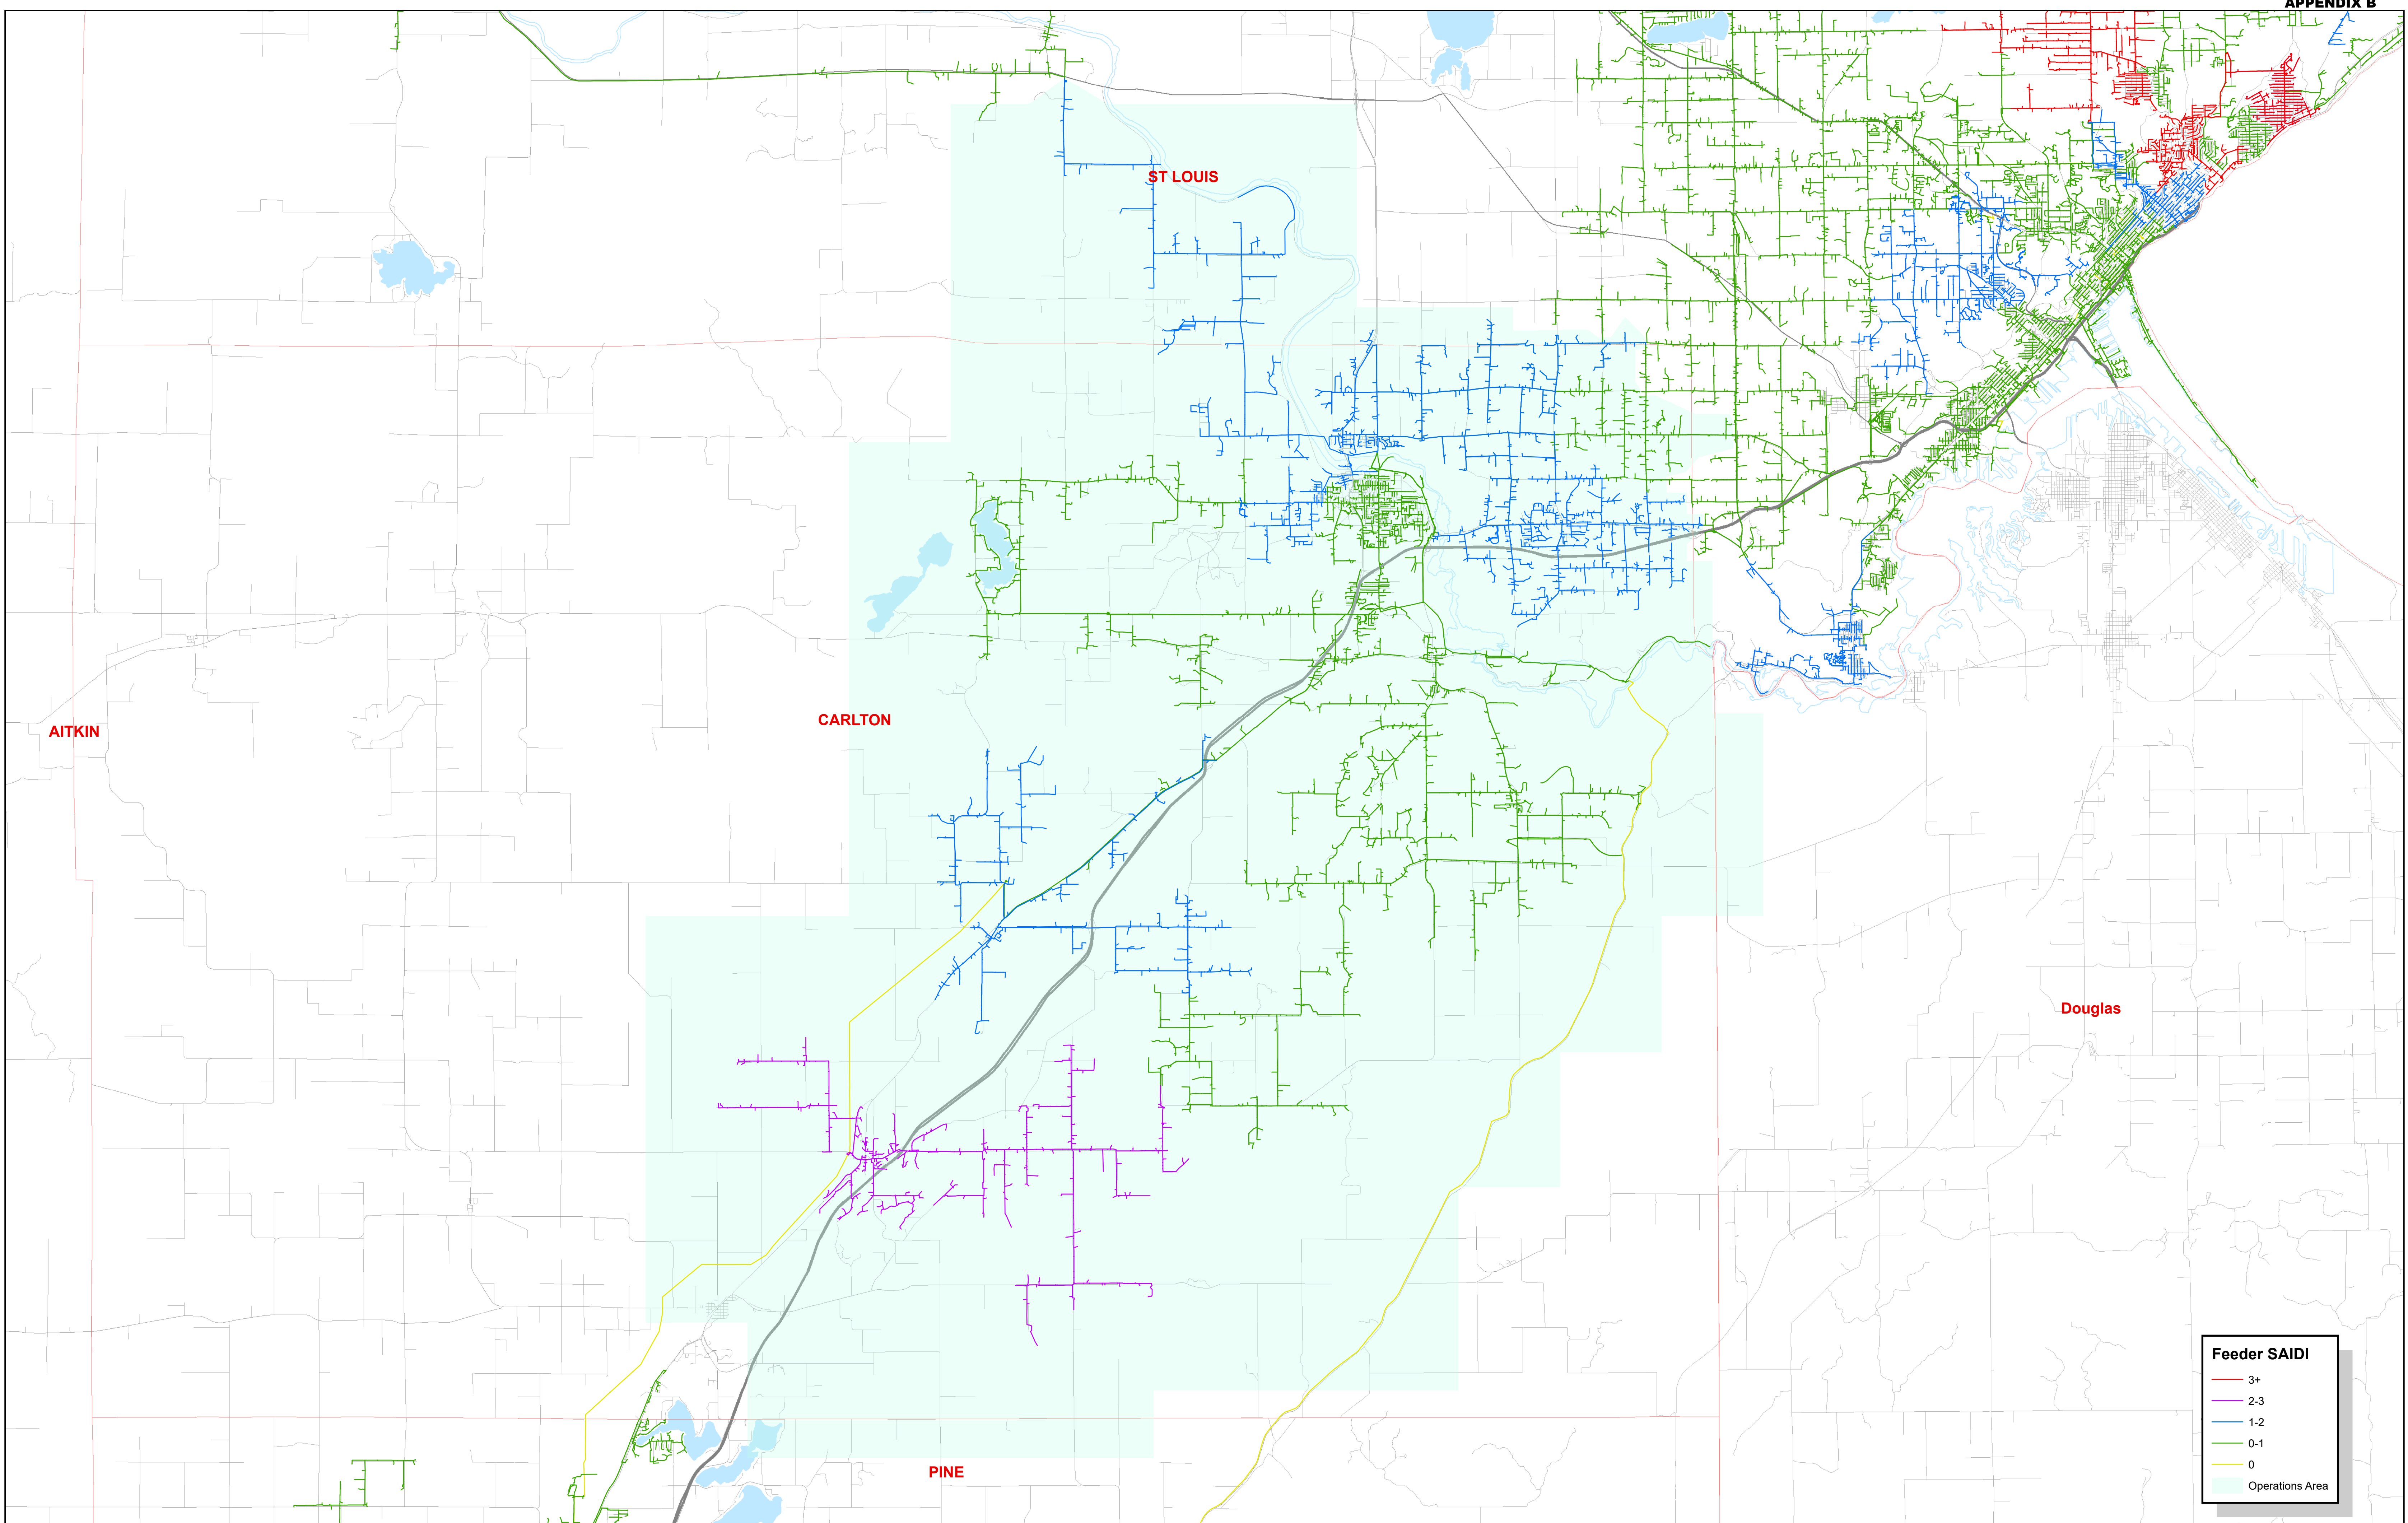 APPENDIX B
ST LOUIS
CARLTON
AITKIN
Douglas
PINE
Feeder SAIDI
3+
2-3
1-2
0-1
0
Operations Area